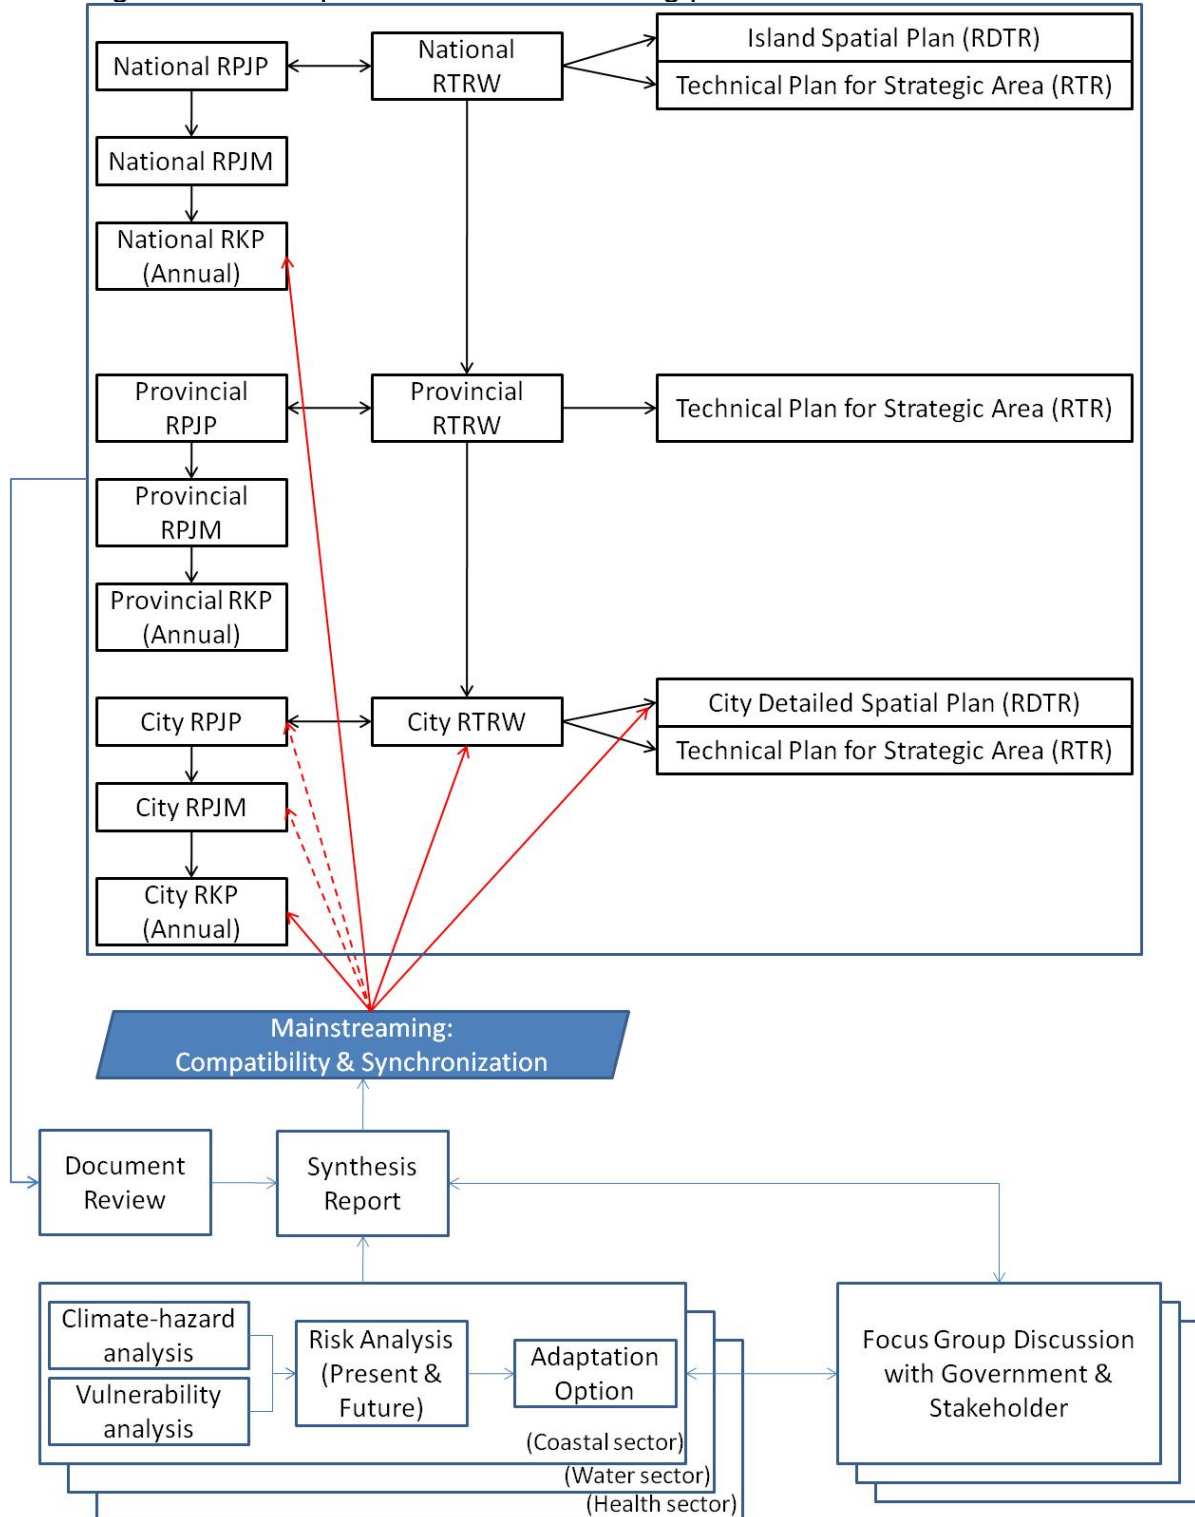 National RPJP
National
RTRW
Island Spatial Plan (RDTR)
Technical Plan for Strategic Area (RTR)
National RPJM
National RKP
(Annual)
Provincial
RPJP
Provincial
RTRW
Technical Plan for Strategic Area (RTR)
Provincial
RPJM
Provincial RKP
(Annual)
City RPJP
City RTRW
City Detailed Spatial Plan (RDTR)
Technical Plan for Strategic Area (RTR)
City RPJM
City RKP
(Annual)
Mainstreaming:
Compatibility & Synchronization
Document
Review
Synthesis
Report
Climate-hazard
analysis
Vulnerability
analysis
Risk Analysis
(Present &
Future)
Adaptation
Option
(Coastal sector)
(Water sector)
(Health sector)
Focus Group Discussion
with Government &
Stakeholder